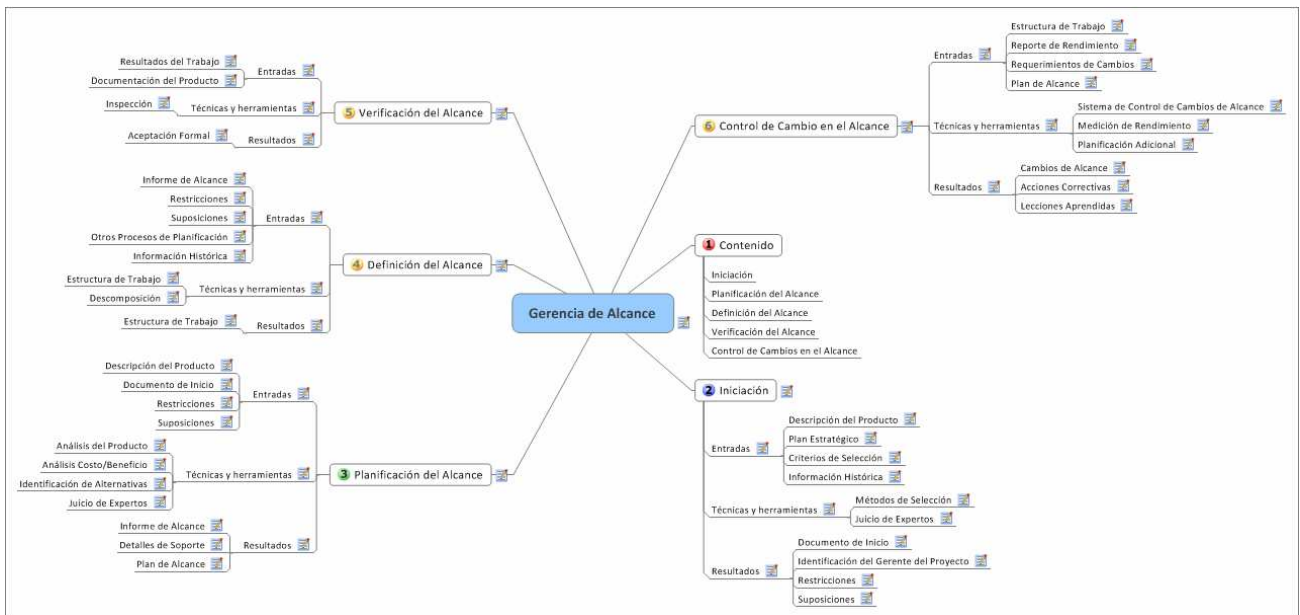 Gerencia de Alcance
1 Contenido
Iniciación
Planificación del Alcance
Definición del Alcance
Verificación del Alcance
Control de Cambios en el Alcance
2 Iniciación
Entradas
Descripción del Producto
Plan Estratégico
Criterios de Selección
Información Histórica
Técnicas y herramientas
Métodos de Selección
Juicio de Expertos
Resultados
Documento de Inicio
Identificación del Gerente del Proyecto
Restricciones
Suposiciones
3 Planificación del Alcance
Entradas
Descripción del Producto
Documento de Inicio
Restricciones
Suposiciones
Técnicas y herramientas
Análisis del Producto
Análisis Costo/Beneficio
Identificación de Alternativas
Juicio de Expertos
Resultados
Informe de Alcance
Detalles de Soporte
Plan de Alcance
4 Definición del Alcance
Entradas
Informe de Alcance
Restricciones
Suposiciones
Otros Procesos de Planificación
Información Histórica
Técnicas y herramientas
Estructura de Trabajo
Descomposición
Resultados
Estructura de Trabajo
5 Verificación del Alcance
Entradas
Resultados del Trabajo
Documentación del Producto
Técnicas y herramientas
Inspección
Resultados
Aceptación Formal
6 Control de Cambio en el Alcance
Entradas
Estructura de Trabajo
Reporte de Rendimiento
Requerimientos de Cambios
Plan de Alcance
Técnicas y herramientas
Sistema de Control de Cambios de Alcance
Medición de Rendimiento
Planificación Adicional
Resultados
Cambios de Alcance
Acciones Correctivas
Lecciones Aprendidas